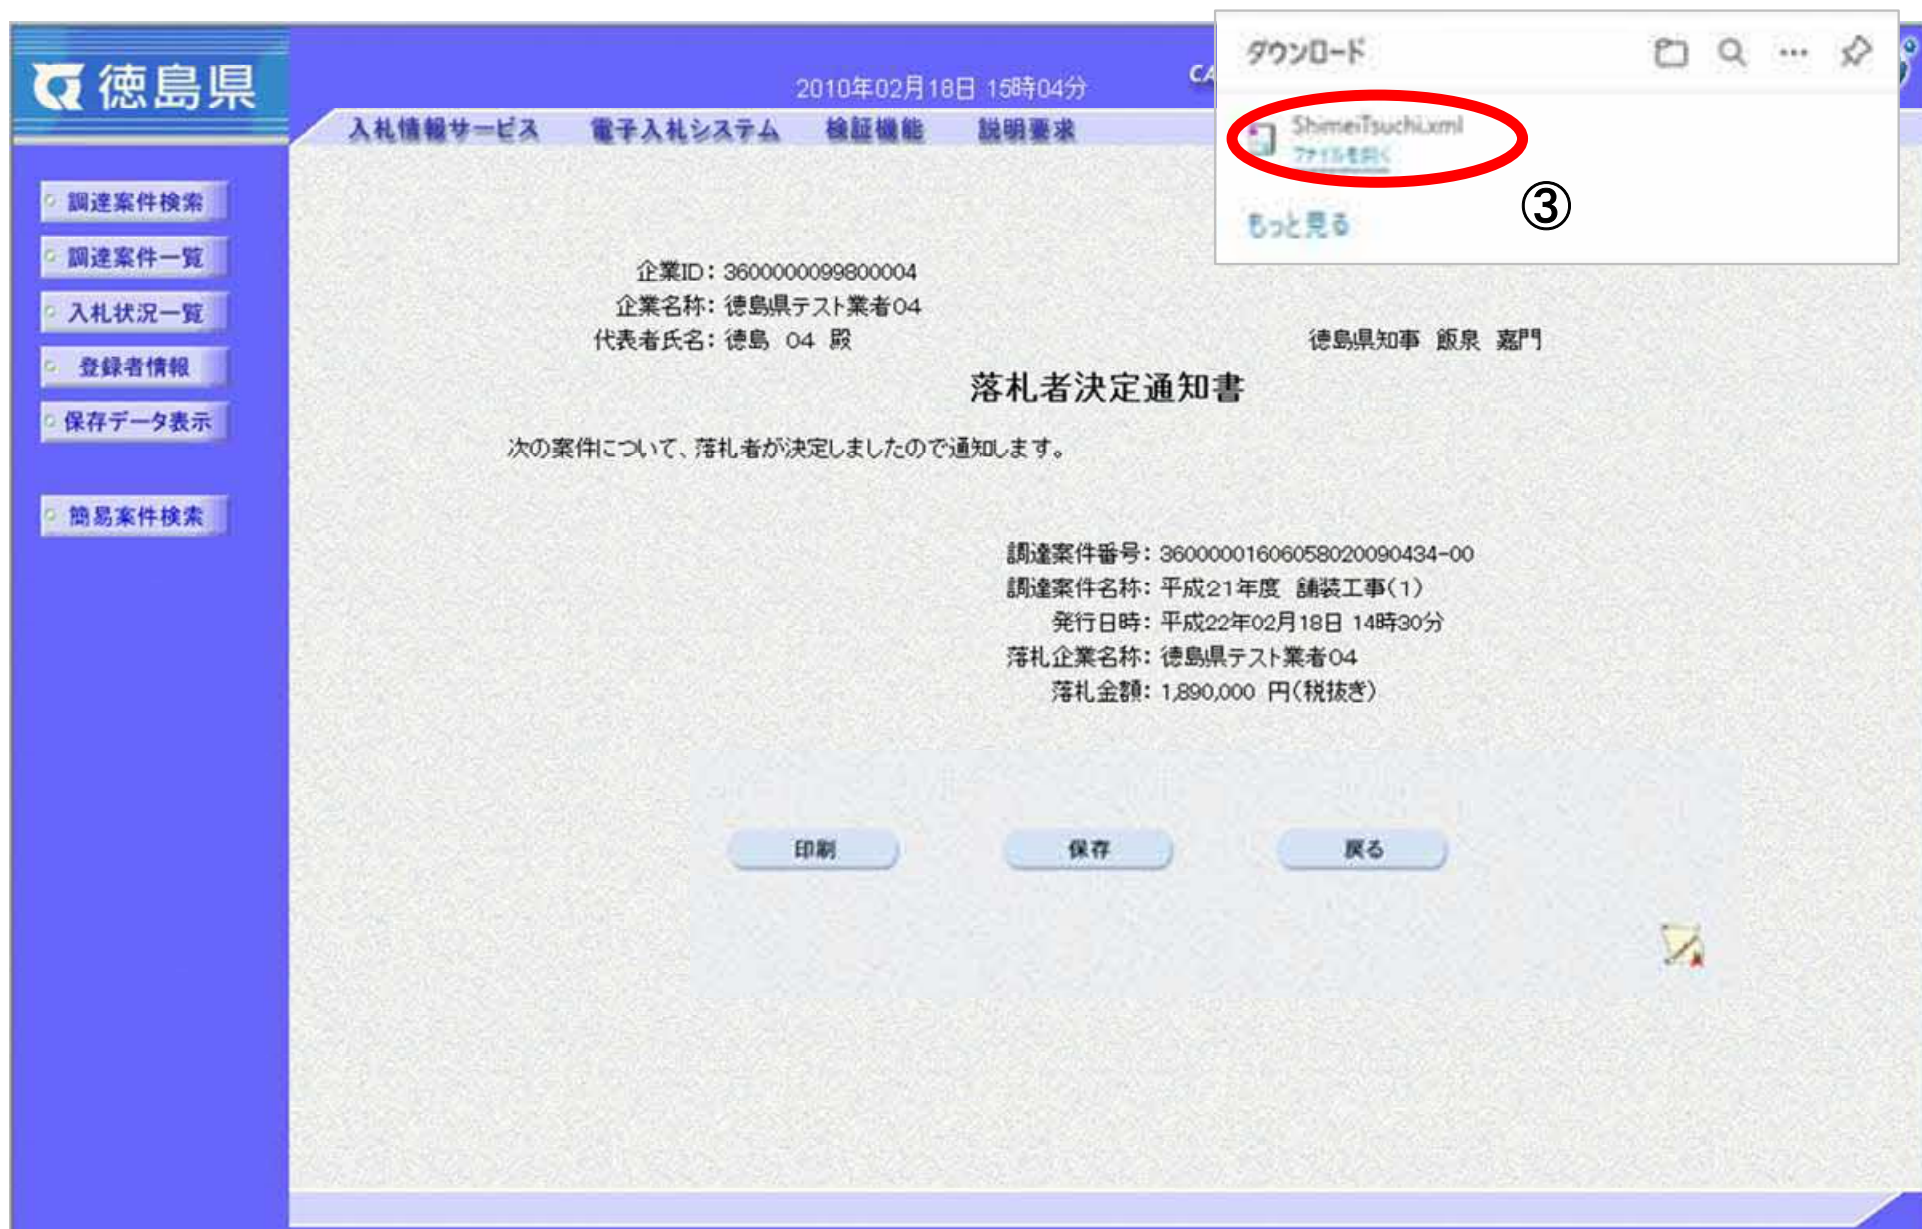 徳島県
2010年02月18日 15時04分
CA
ダウンロード
ShimeiTsuchi.xml
ファイルを開く
③
もっと見る
入札情報サービス 電子入札システム 検証機能 説明要求
調達案件検索
調達案件一覧
入札状況一覧
登録者情報
保存データ表示
簡易案件検索
企業ID：3600000099800004
企業名称：徳島県テスト業者04
代表者氏名：徳島 04 殿
徳島県知事 飯泉 嘉門
落札者決定通知書
次の案件について、落札者が決定しましたので通知します。
調達案件番号：36000001606058020090434-00
調達案件名称：平成21年度 舗装工事(1)
発行日時：平成22年02月18日 14時30分
落札企業名称：徳島県テスト業者04
落札金額：1,890,000 円(税抜き)
印刷
保存
戻る